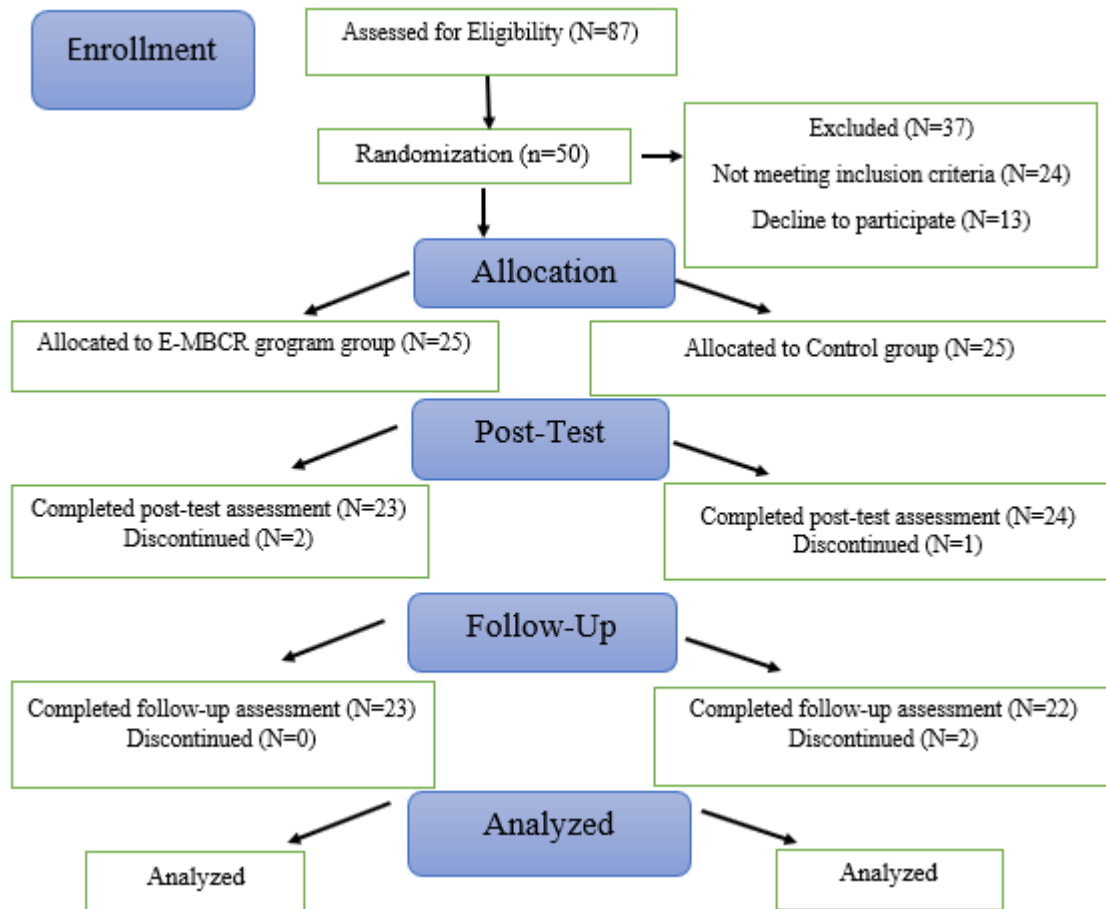 Enrollment
Assessed for Eligibility (N=87)
Randomization (n=50)
Excluded (N=37)
Not meeting inclusion criteria (N=24)
Decline to participate (N=13)
Allocation
Allocated to E-MBCR grogram group (N=25)
Allocated to Control group (N=25)
Post-Test
Completed post-test assessment (N=23)
Discontinued (N=2)
Completed post-test assessment (N=24)
Discontinued (N=1)
Follow-Up
Completed follow-up assessment (N=23)
Discontinued (N=0)
Completed follow-up assessment (N=22)
Discontinued (N=2)
Analyzed
Analyzed
Analyzed